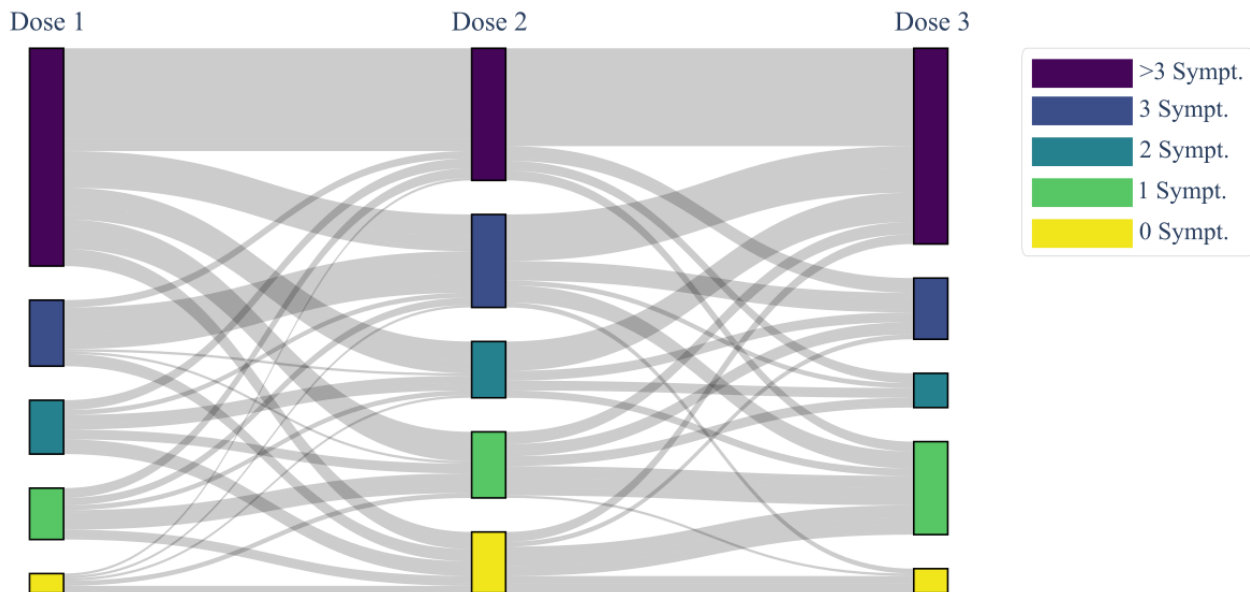 Dose 1
Dose 2
Dose 3
>3 Sympt.
3 Sympt.
2 Sympt.
1 Sympt.
0 Sympt.